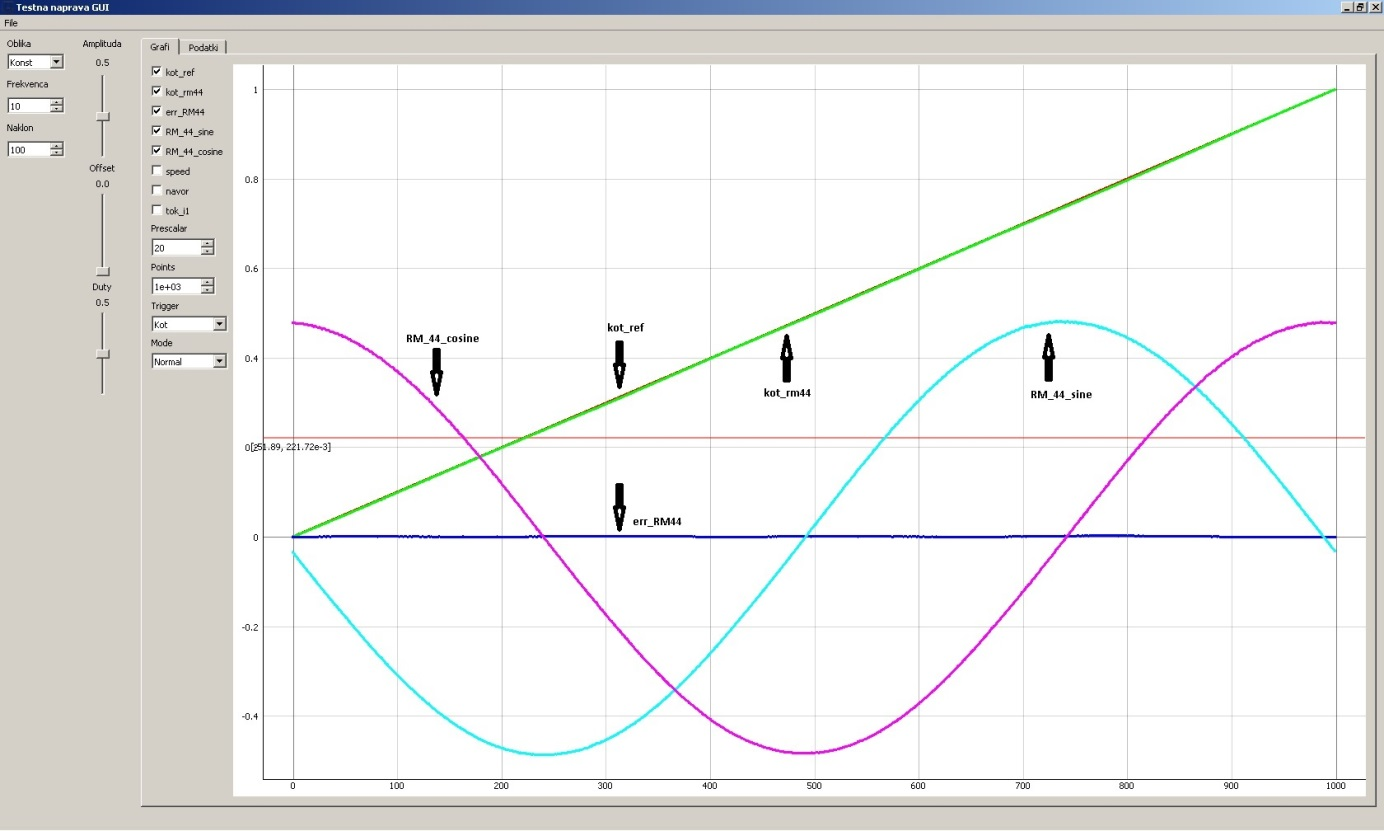 Testna naprava GUI
File
Oblika
Konst
Frekvenca
10
Naklon
100
Amplituda
0.5
Offset
0.0
Duty
0.5
Grafi
Podatki
kot_ref
kot_rm44
err_RM44
RM_44_sine
RM_44_cosine
speed
navor
tok_i1
Prescalar
20
Points
1e+03
Trigger
Kot
Mode
Normal
1
0.8
0.6
0.4
0
-0.2
-0.4
[251.89, 221.72e-3]
RM_44_cosine
kot_ref
kot_rm44
RM_44_sine
err_RM44
0 100 200 300 400 500 600 700 800 900 1000